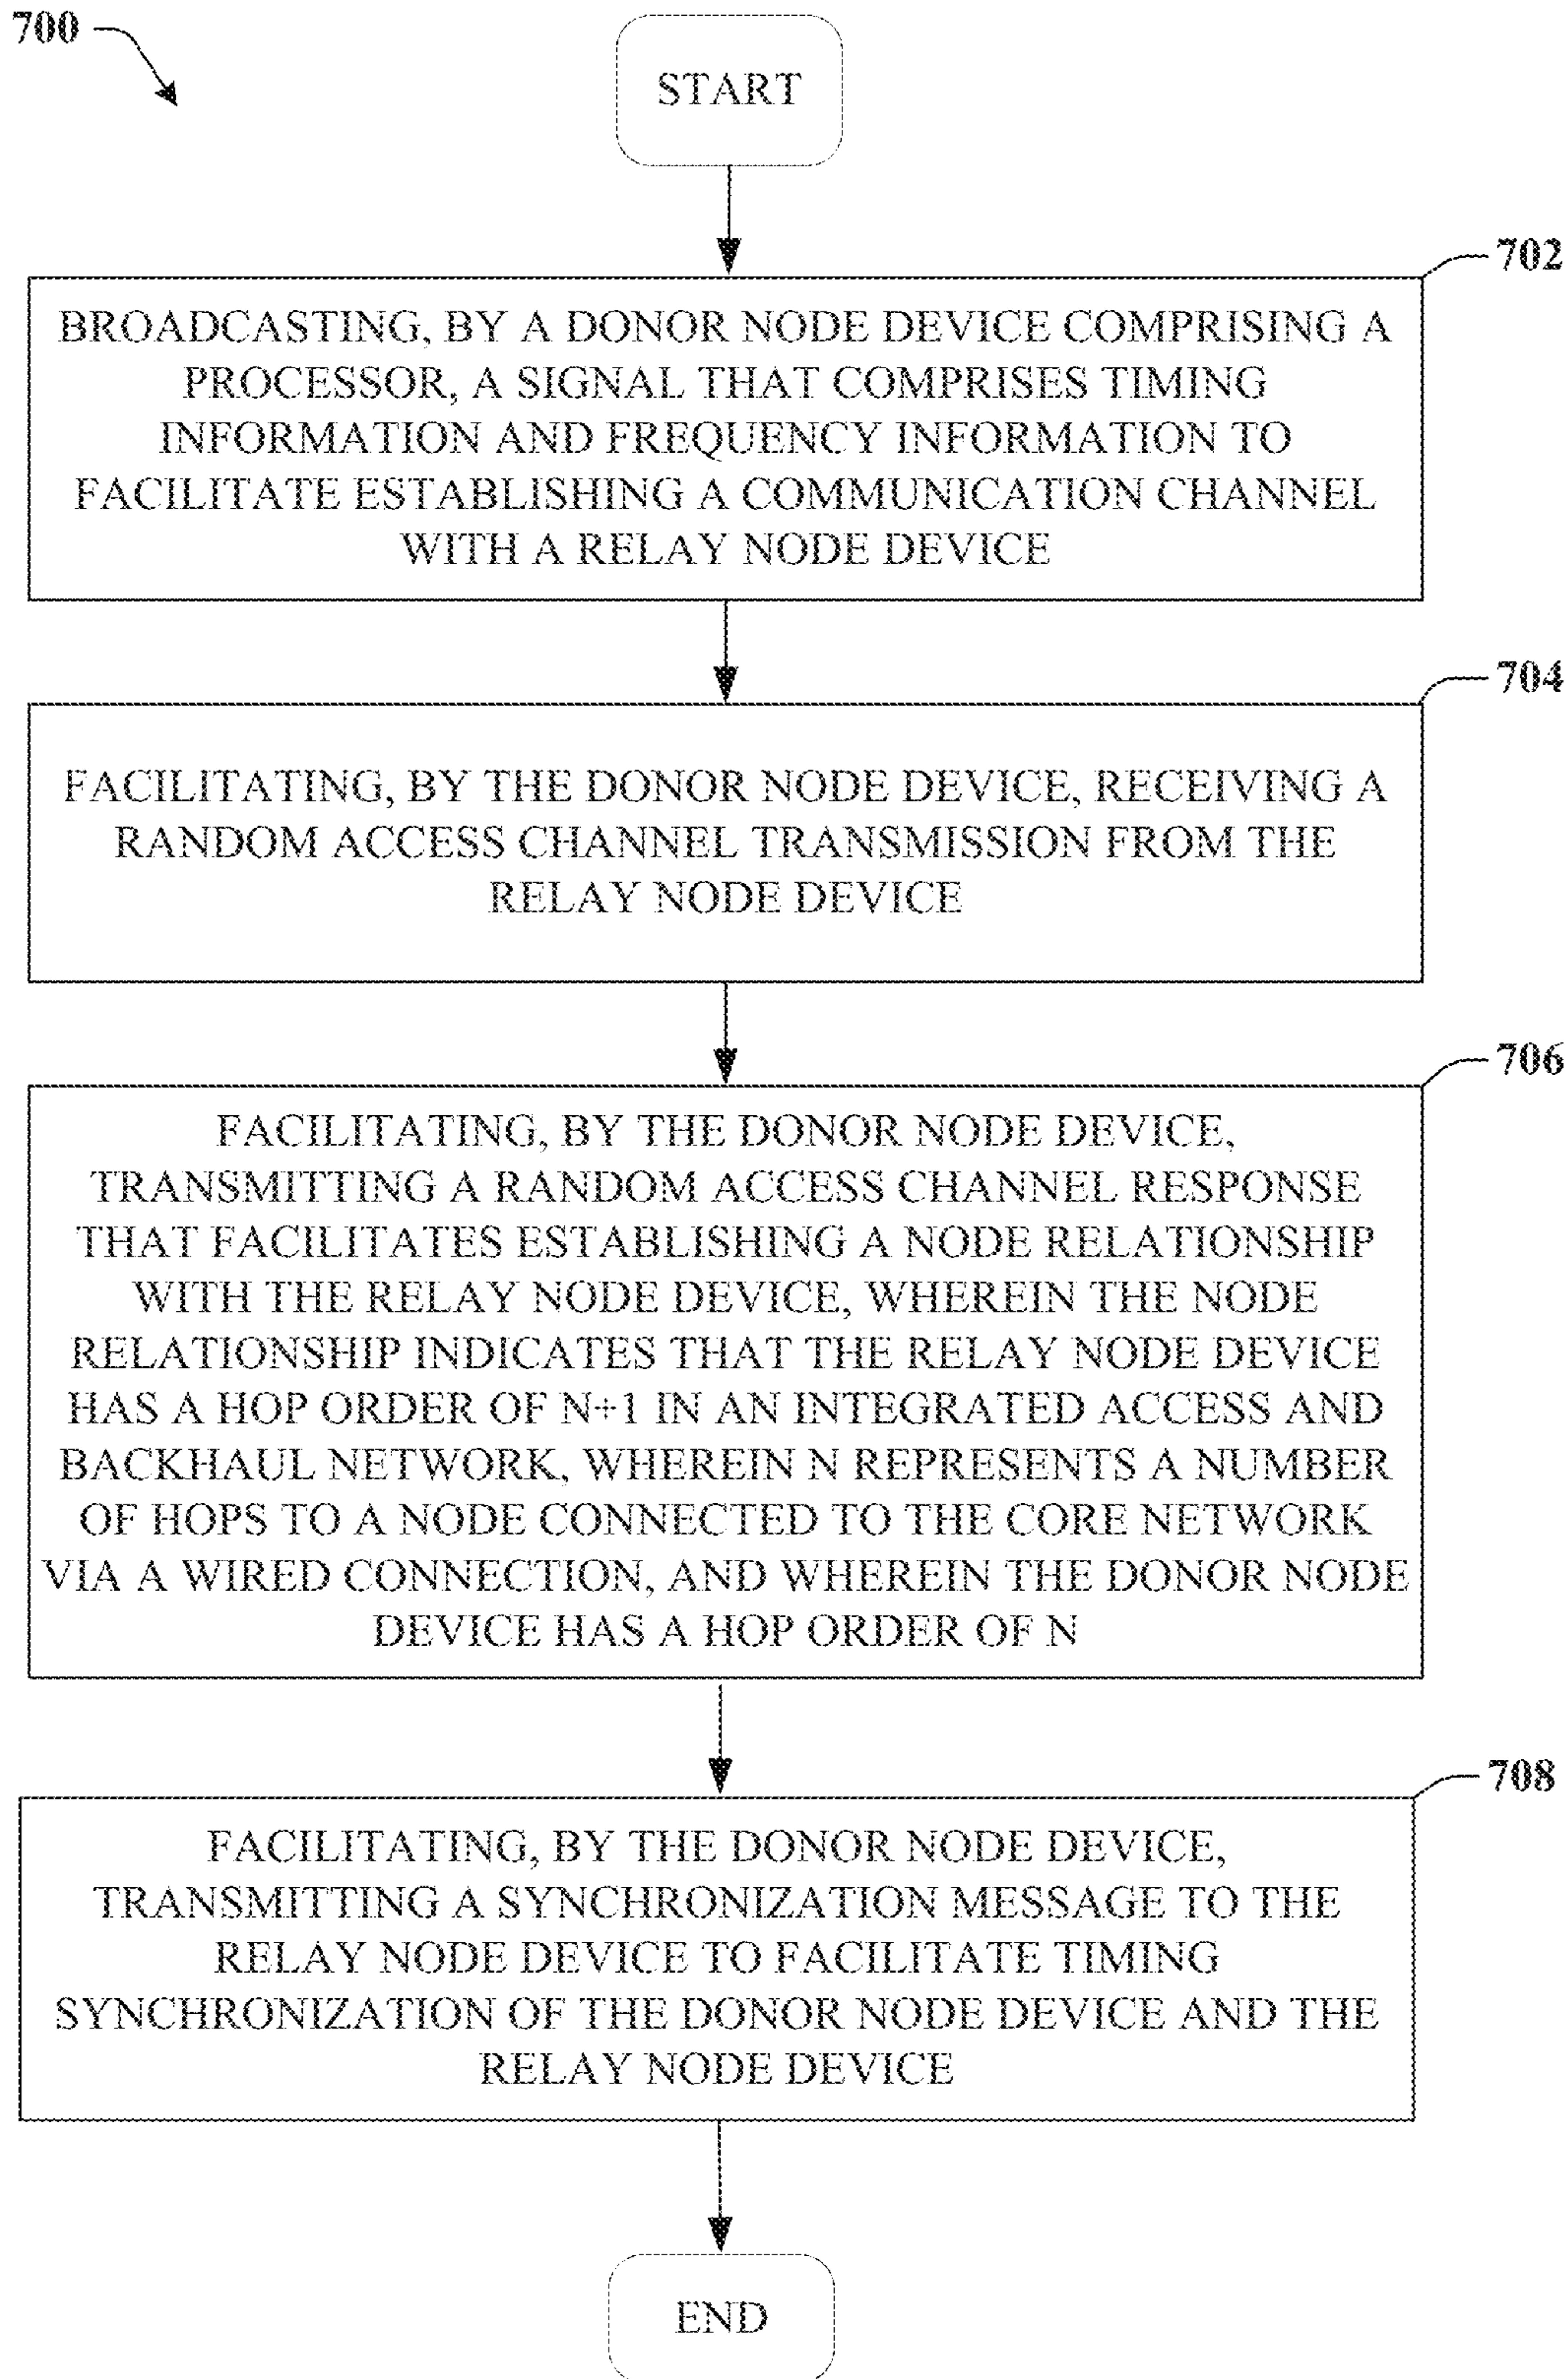 700
START
702
BROADCASTING, BY A DONOR NODE DEVICE COMPRISING A
PROCESSOR, A SIGNAL THAT COMPRISES TIMING
INFORMATION AND FREQUENCY INFORMATION TO
FACILITATE ESTABLISHING A COMMUNICATION CHANNEL
WITH A RELAY NODE DEVICE
704
FACILITATING, BY THE DONOR NODE DEVICE, RECEIVING A
RANDOM ACCESS CHANNEL TRANSMISSION FROM THE
RELAY NODE DEVICE
706
FACILITATING, BY THE DONOR NODE DEVICE,
TRANSMITTING A RANDOM ACCESS CHANNEL RESPONSE
THAT FACILITATES ESTABLISHING A NODE RELATIONSHIP
WITH THE RELAY NODE DEVICE, WHEREIN THE NODE
RELATIONSHIP INDICATES THAT THE RELAY NODE DEVICE
HAS A HOP ORDER OF N+1 IN AN INTEGRATED ACCESS AND
BACKHAUL NETWORK, WHEREIN N REPRESENTS A NUMBER
OF HOPS TO A NODE CONNECTED TO THE CORE NETWORK
VIA A WIRED CONNECTION, AND WHEREIN THE DONOR NODE
DEVICE HAS A HOP ORDER OF N
708
FACILITATING, BY THE DONOR NODE DEVICE,
TRANSMITTING A SYNCHRONIZATION MESSAGE TO THE
RELAY NODE DEVICE TO FACILITATE TIMING
SYNCHRONIZATION OF THE DONOR NODE DEVICE AND THE
RELAY NODE DEVICE
END